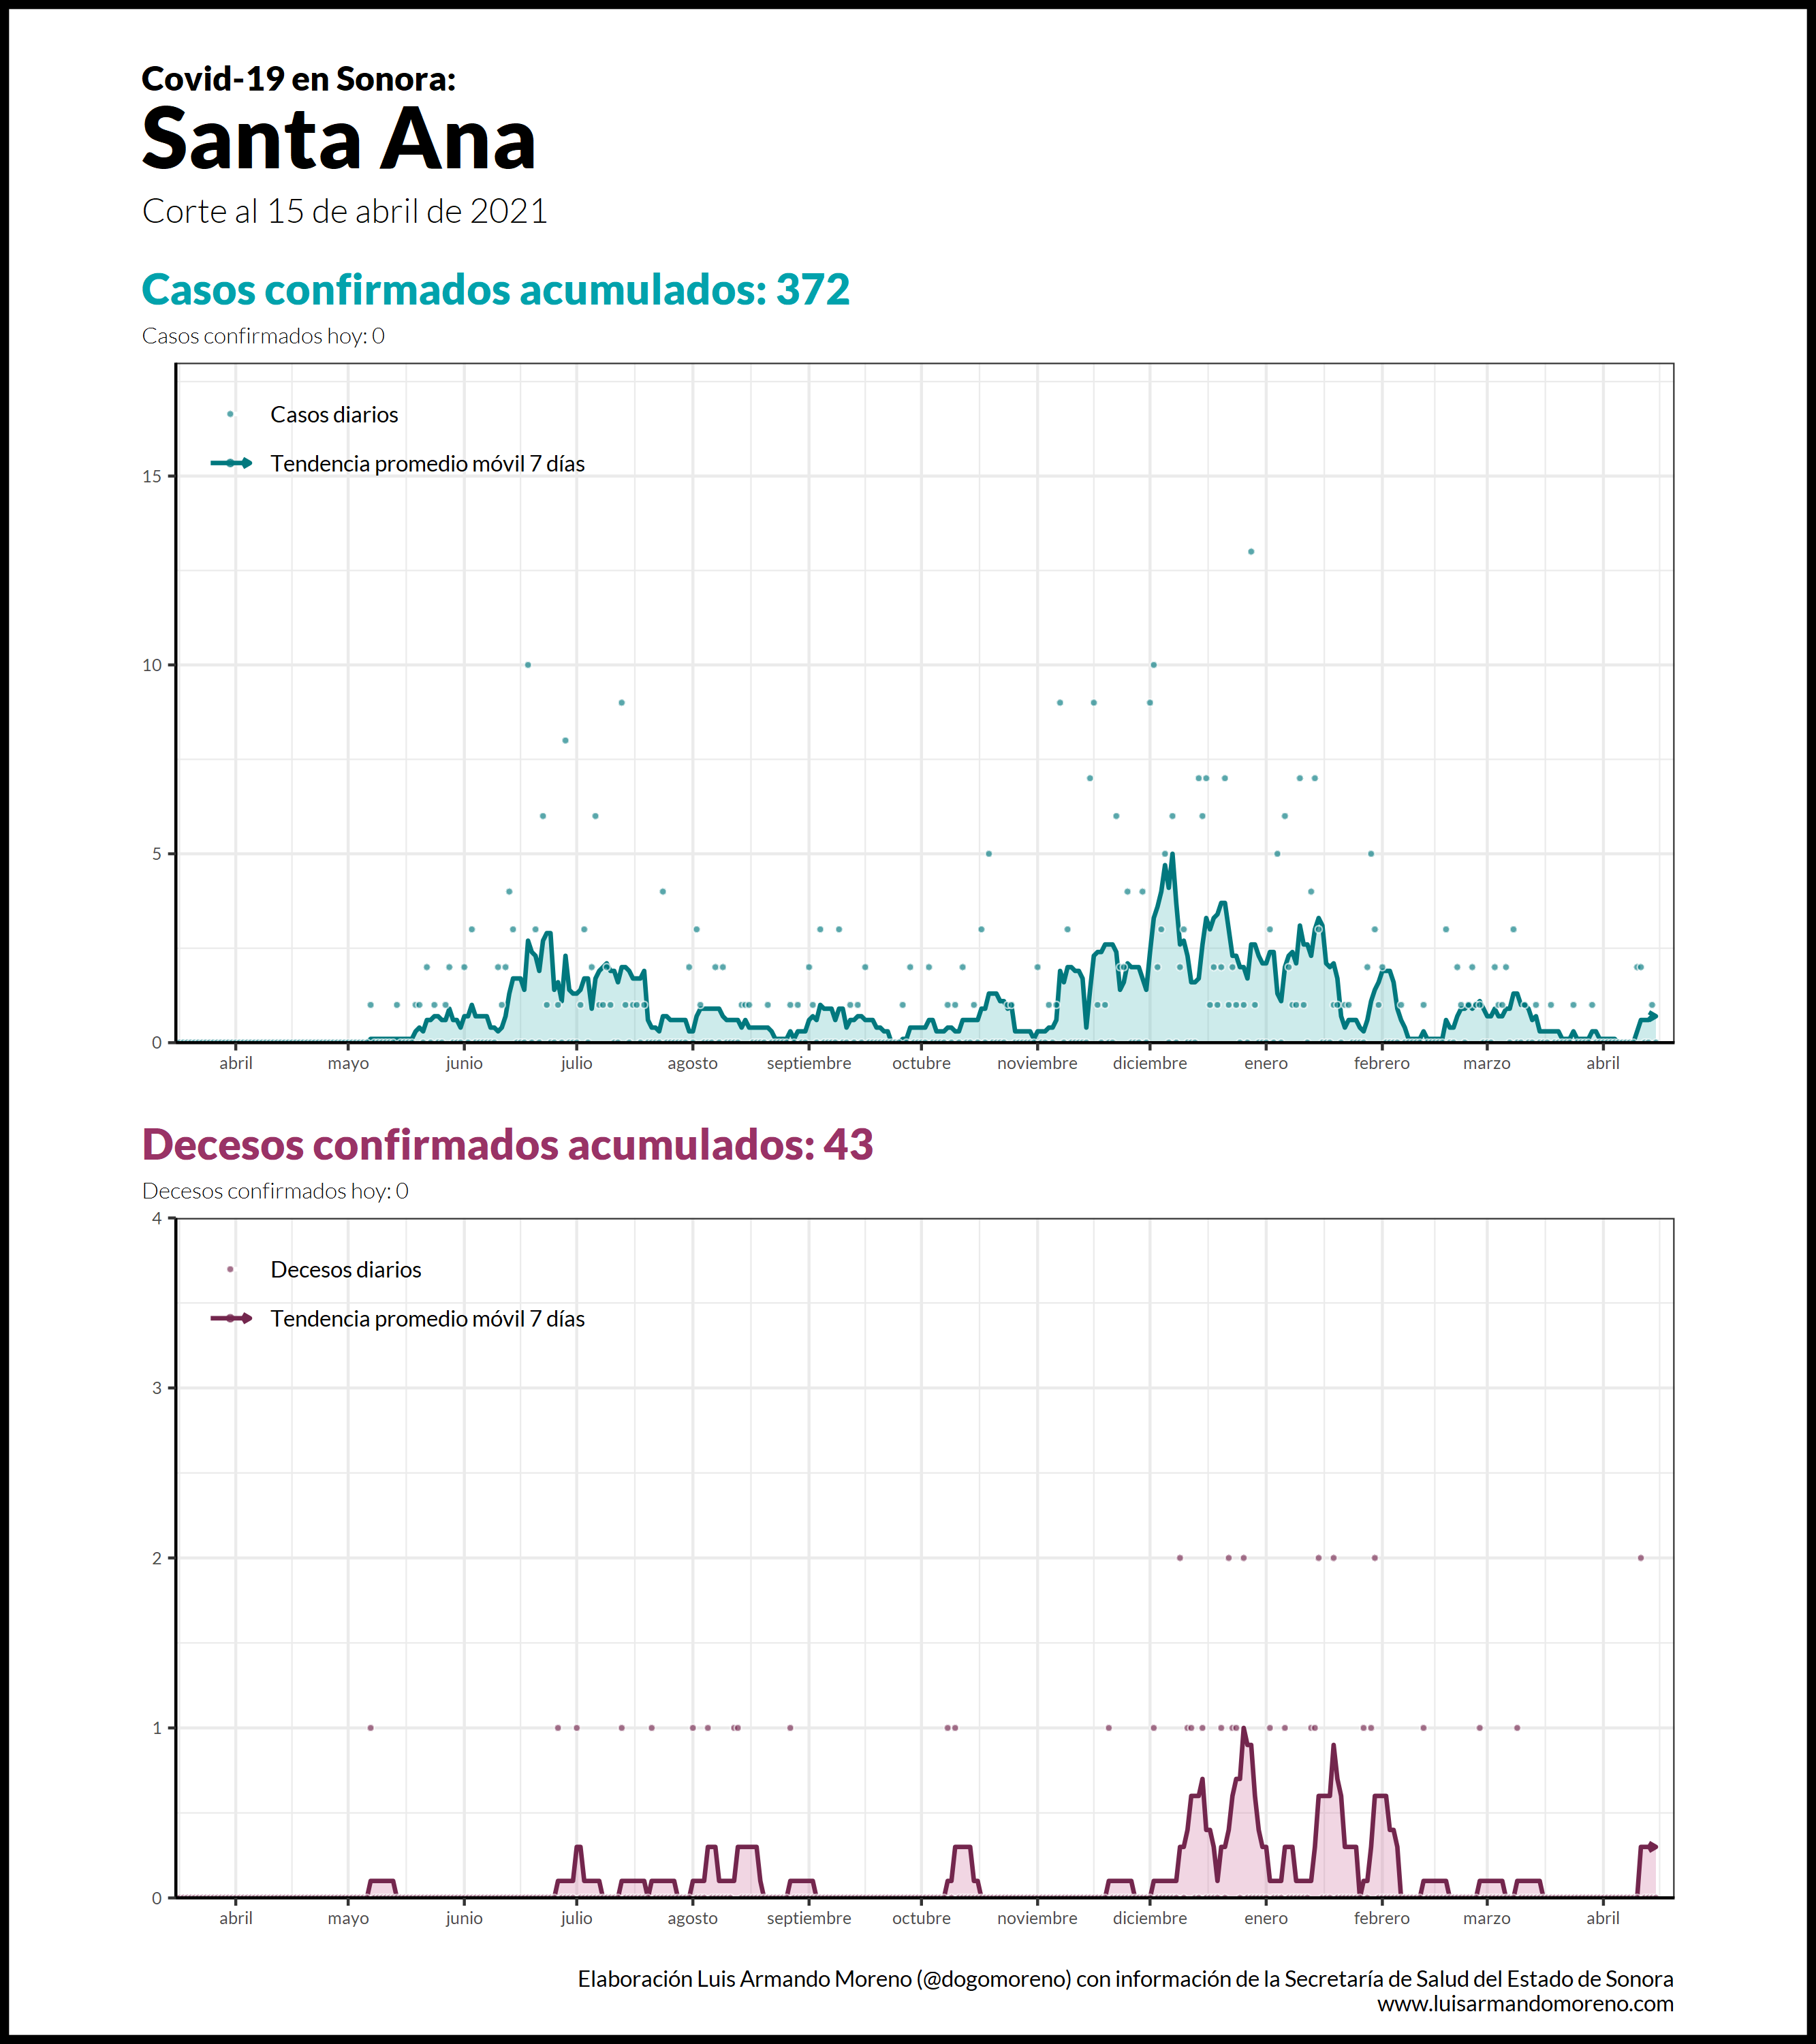 Covid-19 en Sonora:
Santa Ana
Corte al 15 de abril de 2021
Casos confirmados acumulados: 372
Casos confirmados hoy: 0
Casos diarios
Tendencia promedio móvil 7 días
15
10
5
0
abril mayo junio julio agosto septiembre octubre noviembre diciembre enero febrero marzo abril
Decesos confirmados acumulados: 43
Decesos confirmados hoy: 0
4
Decesos diarios
Tendencia promedio móvil 7 días
3
2
1
0
abril mayo junio julio agosto septiembre octubre noviembre diciembre enero febrero marzo abril
Elaboración Luis Armando Moreno (@dogomoreno) con información de la Secretaría de Salud del Estado de Sonora
www.luisarmandomoreno.com